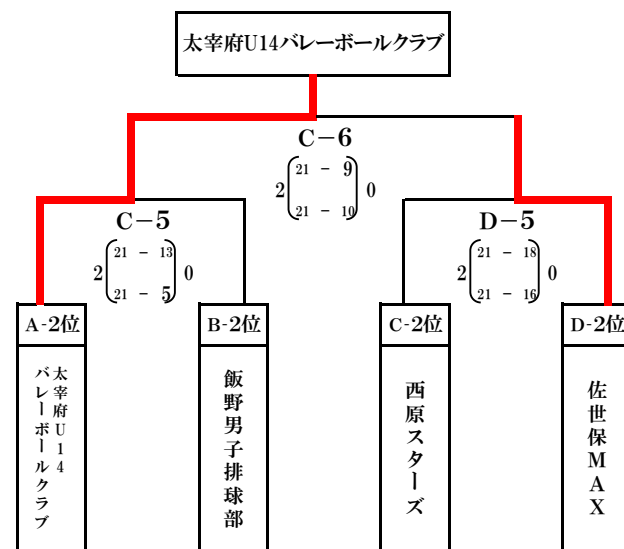 太宰府U14バレーボールクラブ
C-6
21 - 9
2 0
21 - 10
C-5
21 - 13
2 0
21 - 5
D-5
21 - 18
2 0
21 - 16
A-2位
B-2位
C-2位
D-2位
太宰府U14
バレーボールクラブ
飯野男子排球部
西原スターズ
佐世保MAX